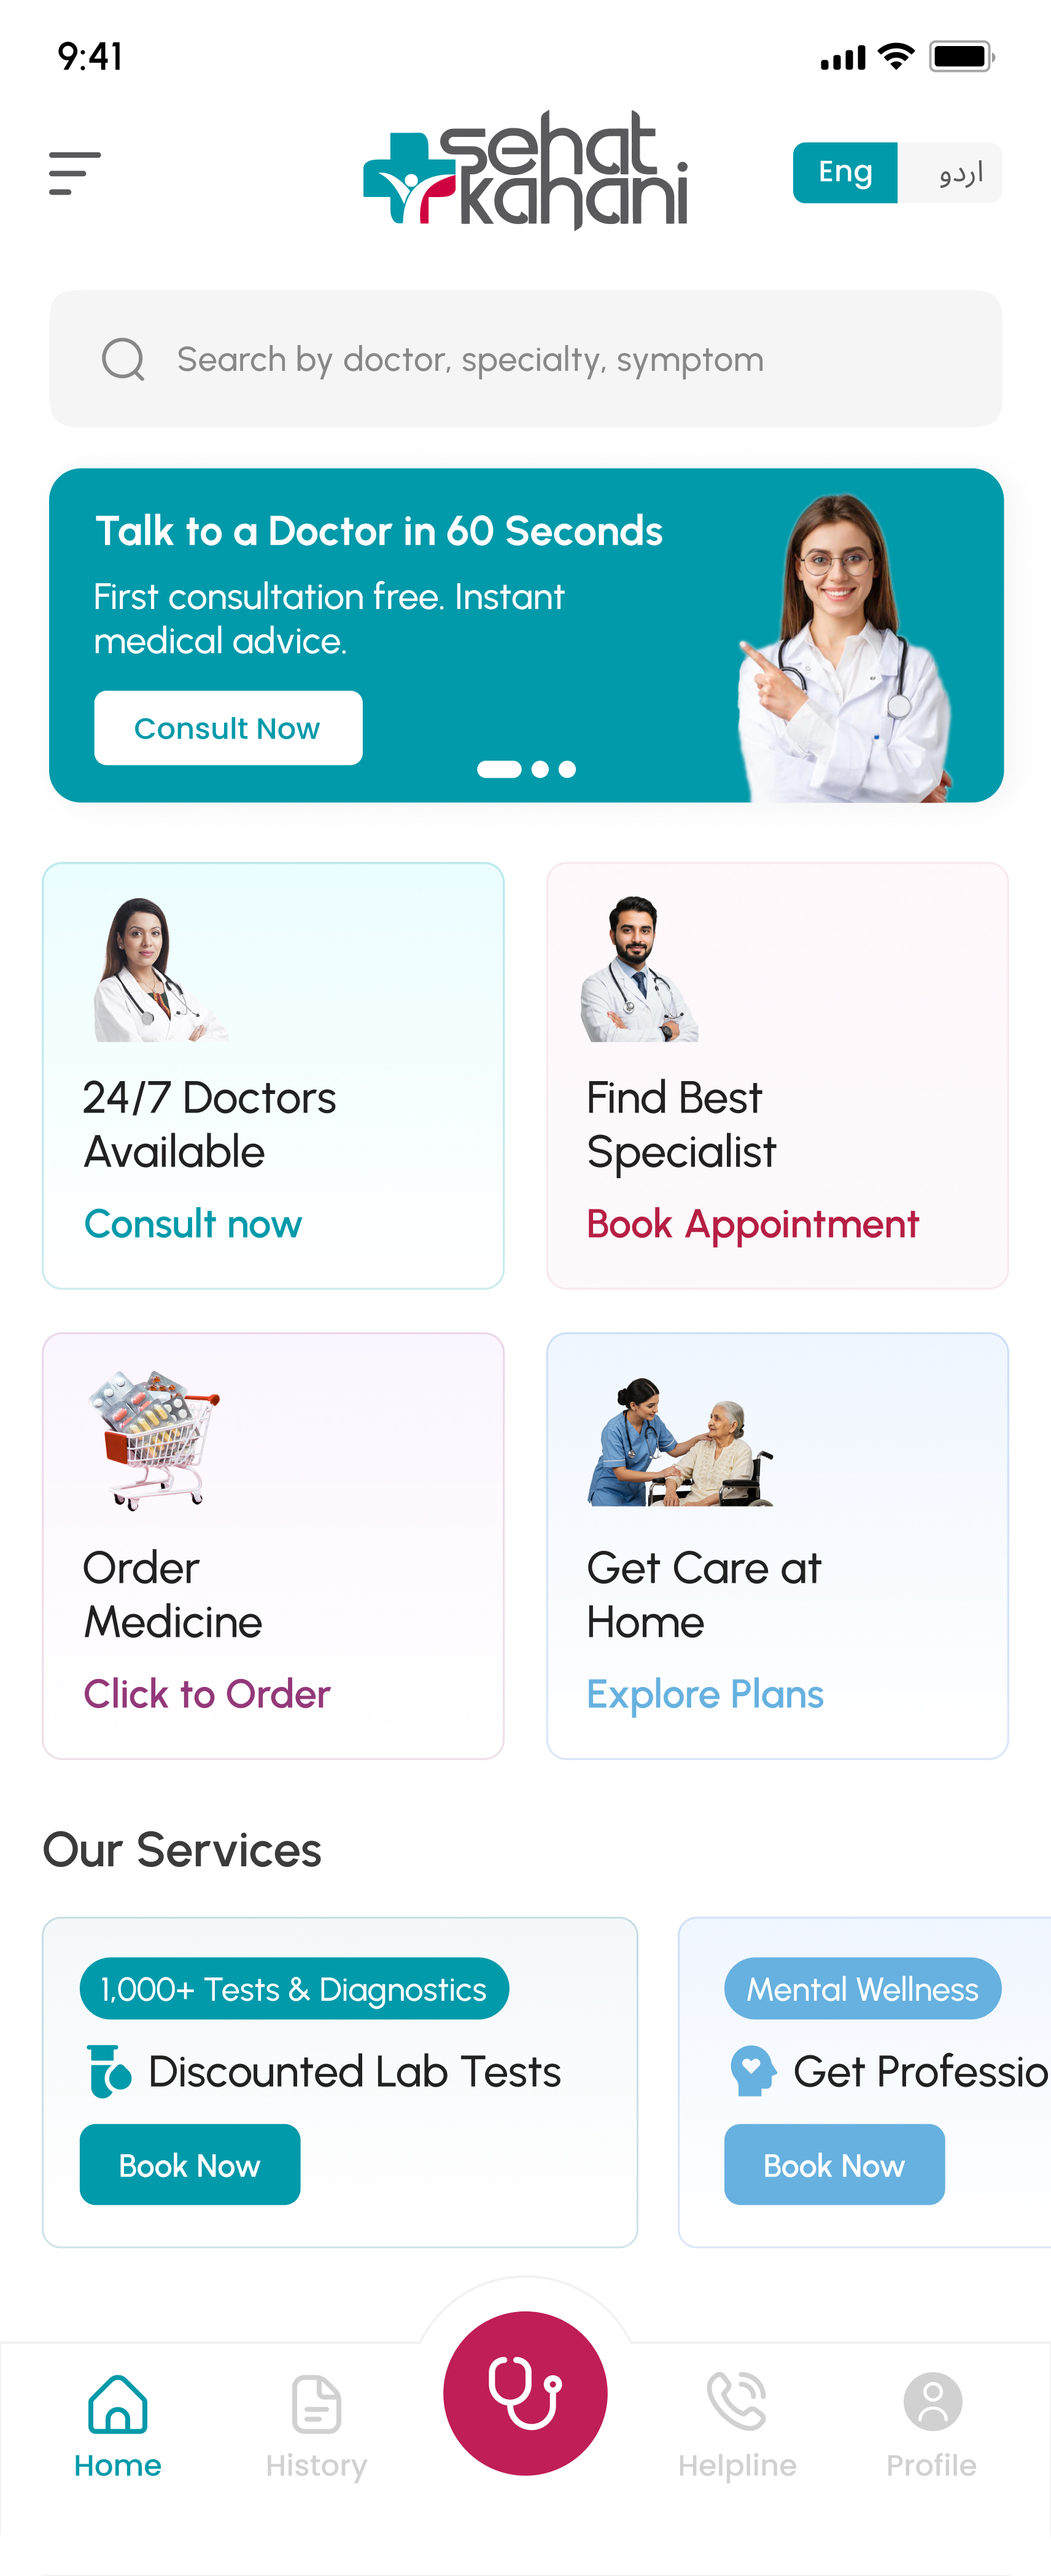 9:41
sehat
kahani
Eng
اردو
Search by doctor, specialty, symptom
Talk to a Doctor in 60 Seconds
First consultation free. Instant
medical advice.
Consult Now
24/7 Doctors
Available
Consult now
Find Best
Specialist
Book Appointment
Order
Medicine
Click to Order
Get Care at
Home
Explore Plans
Our Services
1,000+ Tests & Diagnostics
Discounted Lab Tests
Book Now
Mental Wellness
Get Professio
Book Now
Home
History
Helpline
Profile